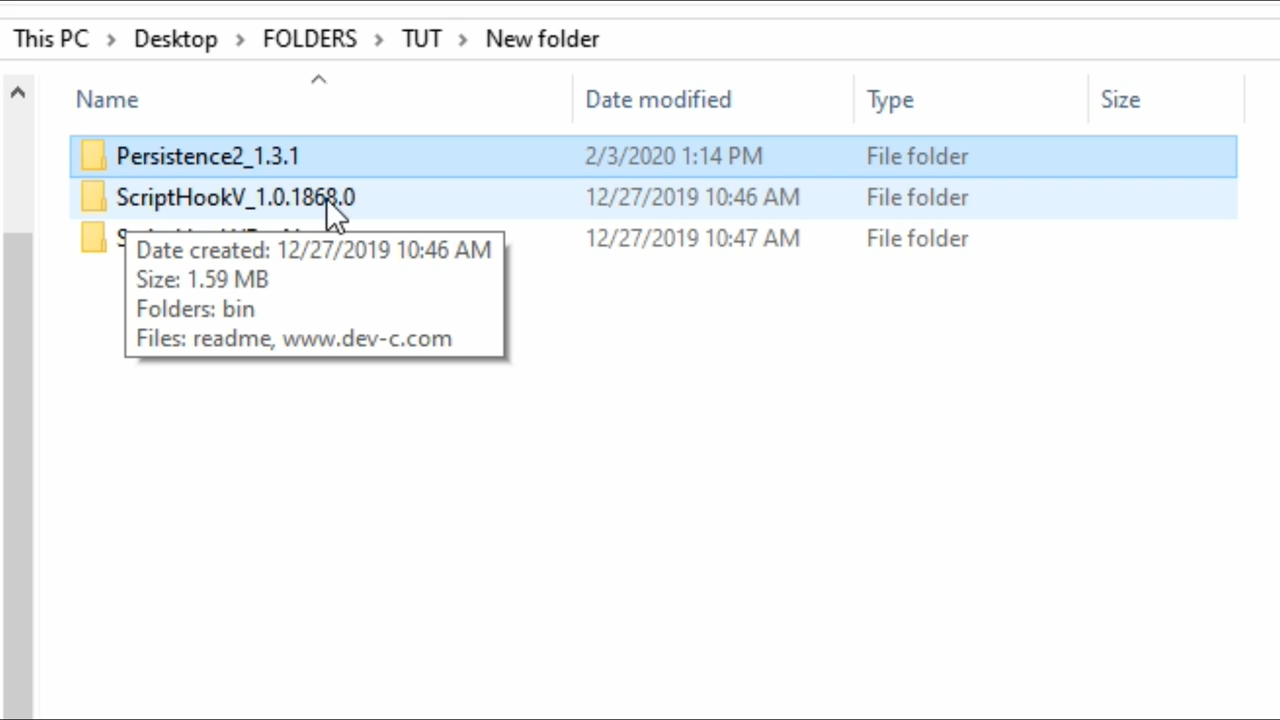 This PC > Desktop > FOLDERS > TUT > New folder
Name Date modified Type Size
Persistence2_1.3.1 2/3/2020 1:14 PM File folder
ScriptHookV_1.0.1868.0 12/27/2019 10:46 AM File folder
12/27/2019 10:47 AM File folder
Date created: 12/27/2019 10:46 AM
Size: 1.59 MB
Folders: bin
Files: readme, www.dev-c.com